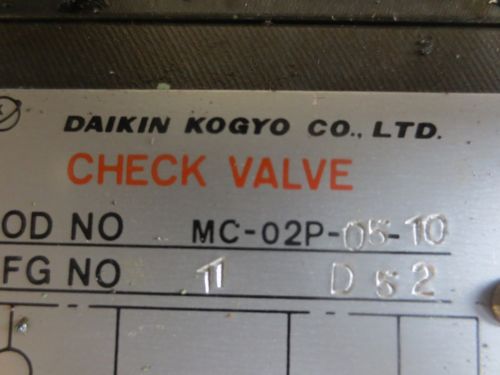 DAIKIN KOGYO CO., LTD.
CHECK VALVE
OD NO MC-02P-05-10
FG NO 11 D52